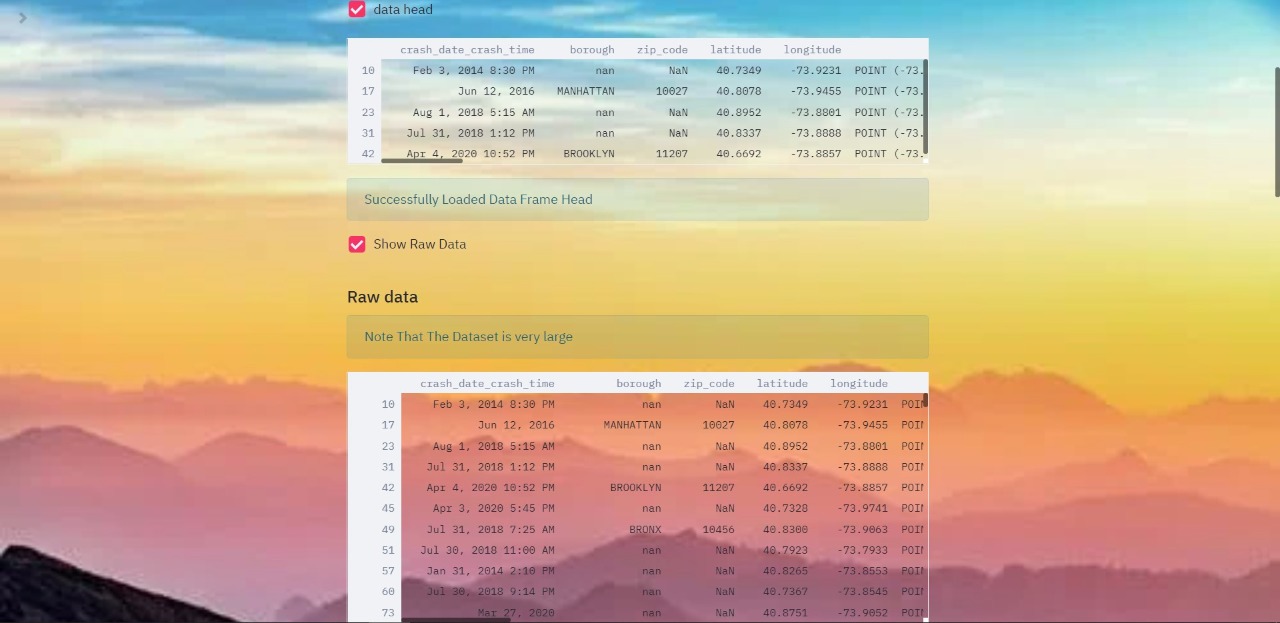 data head
crash_date_crash_time borough zip_code latitude longitude
10 Feb 3, 2014 8:30 PM nan NaN 40.7349 -73.9231 POINT (-73.
17 Jun 12, 2016 MANHATTAN 10027 40.8078 -73.9455 POINT (-73.
23 Aug 1, 2018 5:15 AM nan NaN 40.8952 -73.8801 POINT (-73.
31 Jul 31, 2018 1:12 PM nan NaN 40.8337 -73.8888 POINT (-73.
42 Apr 4, 2020 10:52 PM BROOKLYN 11207 40.6692 -73.8857 POINT (-73.
Successfully Loaded Data Frame Head
Show Raw Data
Raw data
Note That The Dataset is very large
crash_date_crash_time borough zip_code latitude longitude
10 Feb 3, 2014 8:30 PM nan NaN 40.7349 -73.9231 POIN
17 Jun 12, 2016 MANHATTAN 10027 40.8078 -73.9455 POIN
23 Aug 1, 2018 5:15 AM nan NaN 40.8952 -73.8801 POIN
31 Jul 31, 2018 1:12 PM nan NaN 40.8337 -73.8888 POIN
42 Apr 4, 2020 10:52 PM BROOKLYN 11207 40.6692 -73.8857 POIN
45 Apr 3, 2020 5:45 PM nan NaN 40.7328 -73.9741 POIN
49 Jul 31, 2018 7:25 AM BRONX 10456 40.8300 -73.9063 POIN
51 Jul 30, 2018 11:00 AM nan NaN 40.7923 -73.7933 POIN
57 Jan 31, 2014 2:10 PM nan NaN 40.8265 -73.8553 POIN
60 Jul 30, 2018 9:14 PM nan NaN 40.7367 -73.8545 POIN
73 Mar 27, 2020 nan NaN 40.8751 -73.9052 POIN